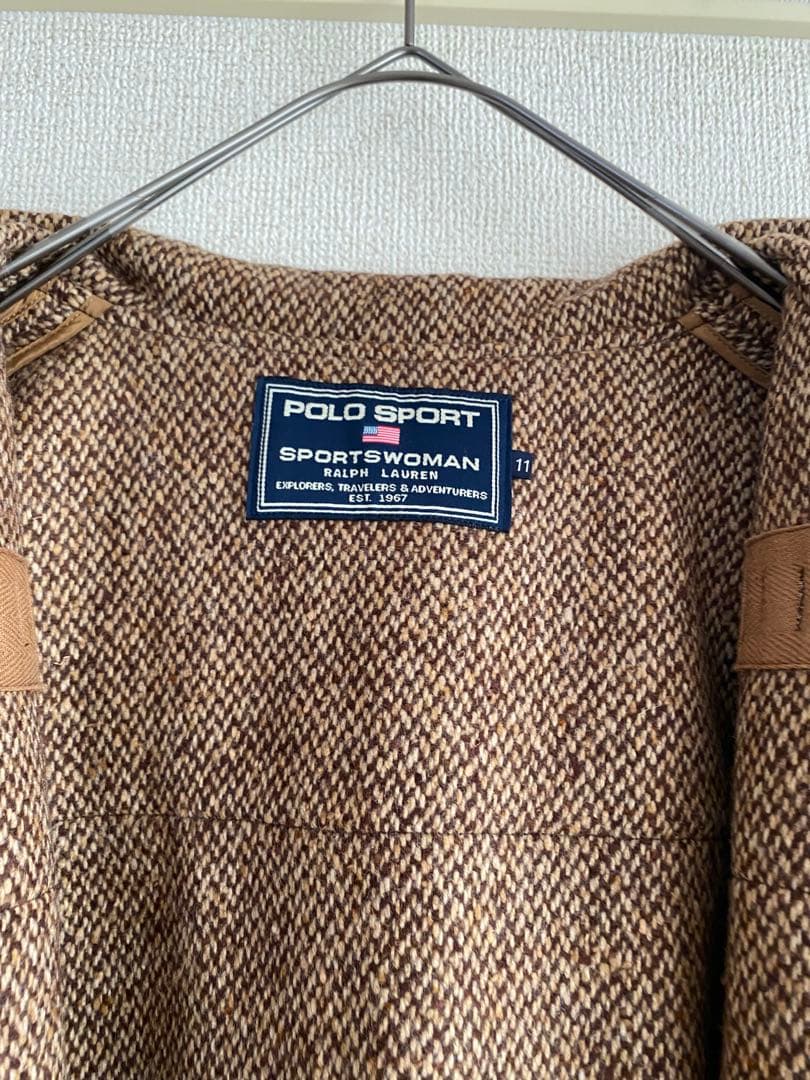 POLO SPORT
SPORTSWOMAN
RALPH LAUREN
EXPLORERS, TRAVELERS & ADVENTURERS
EST. 1967
11